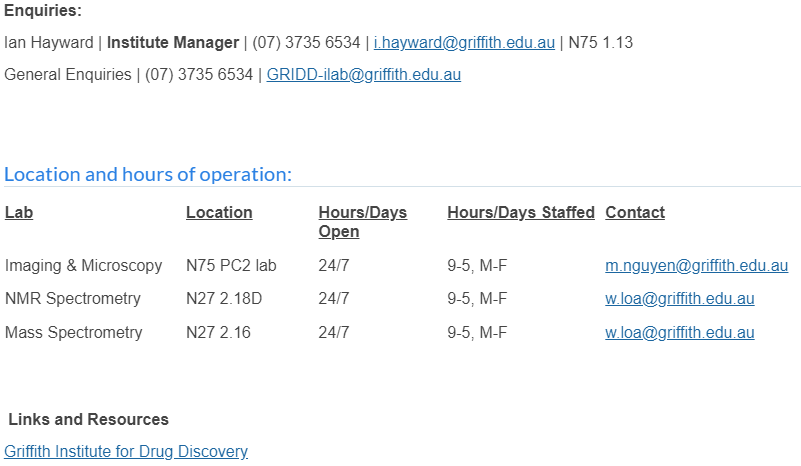 Enquiries:
Ian Hayward | Institute Manager | (07) 3735 6534 | i.hayward@griffith.edu.au | N75 1.13
General Enquiries | (07) 3735 6534 | GRIDD-ilab@griffith.edu.au
Location and hours of operation:
Lab Location Hours/Days Open Hours/Days Staffed Contact
Imaging & Microscopy N75 PC2 lab 24/7 9-5, M-F m.nguyen@griffith.edu.au
NMR Spectrometry N27 2.18D 24/7 9-5, M-F w.loa@griffith.edu.au
Mass Spectrometry N27 2.16 24/7 9-5, M-F w.loa@griffith.edu.au
Links and Resources
Griffith Institute for Drug Discovery